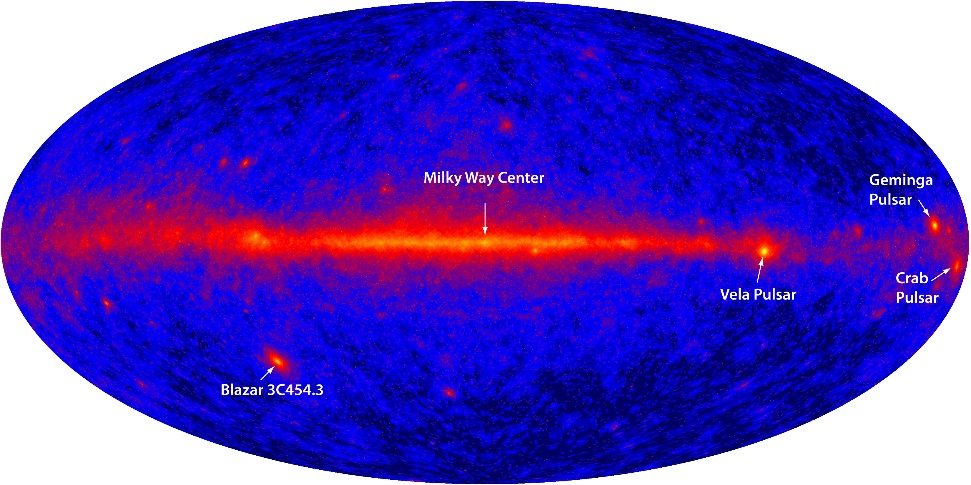 Milky Way Center
Geminga
Pulsar
Crab
Pulsar
Vela Pulsar
Blazar 3C454.3